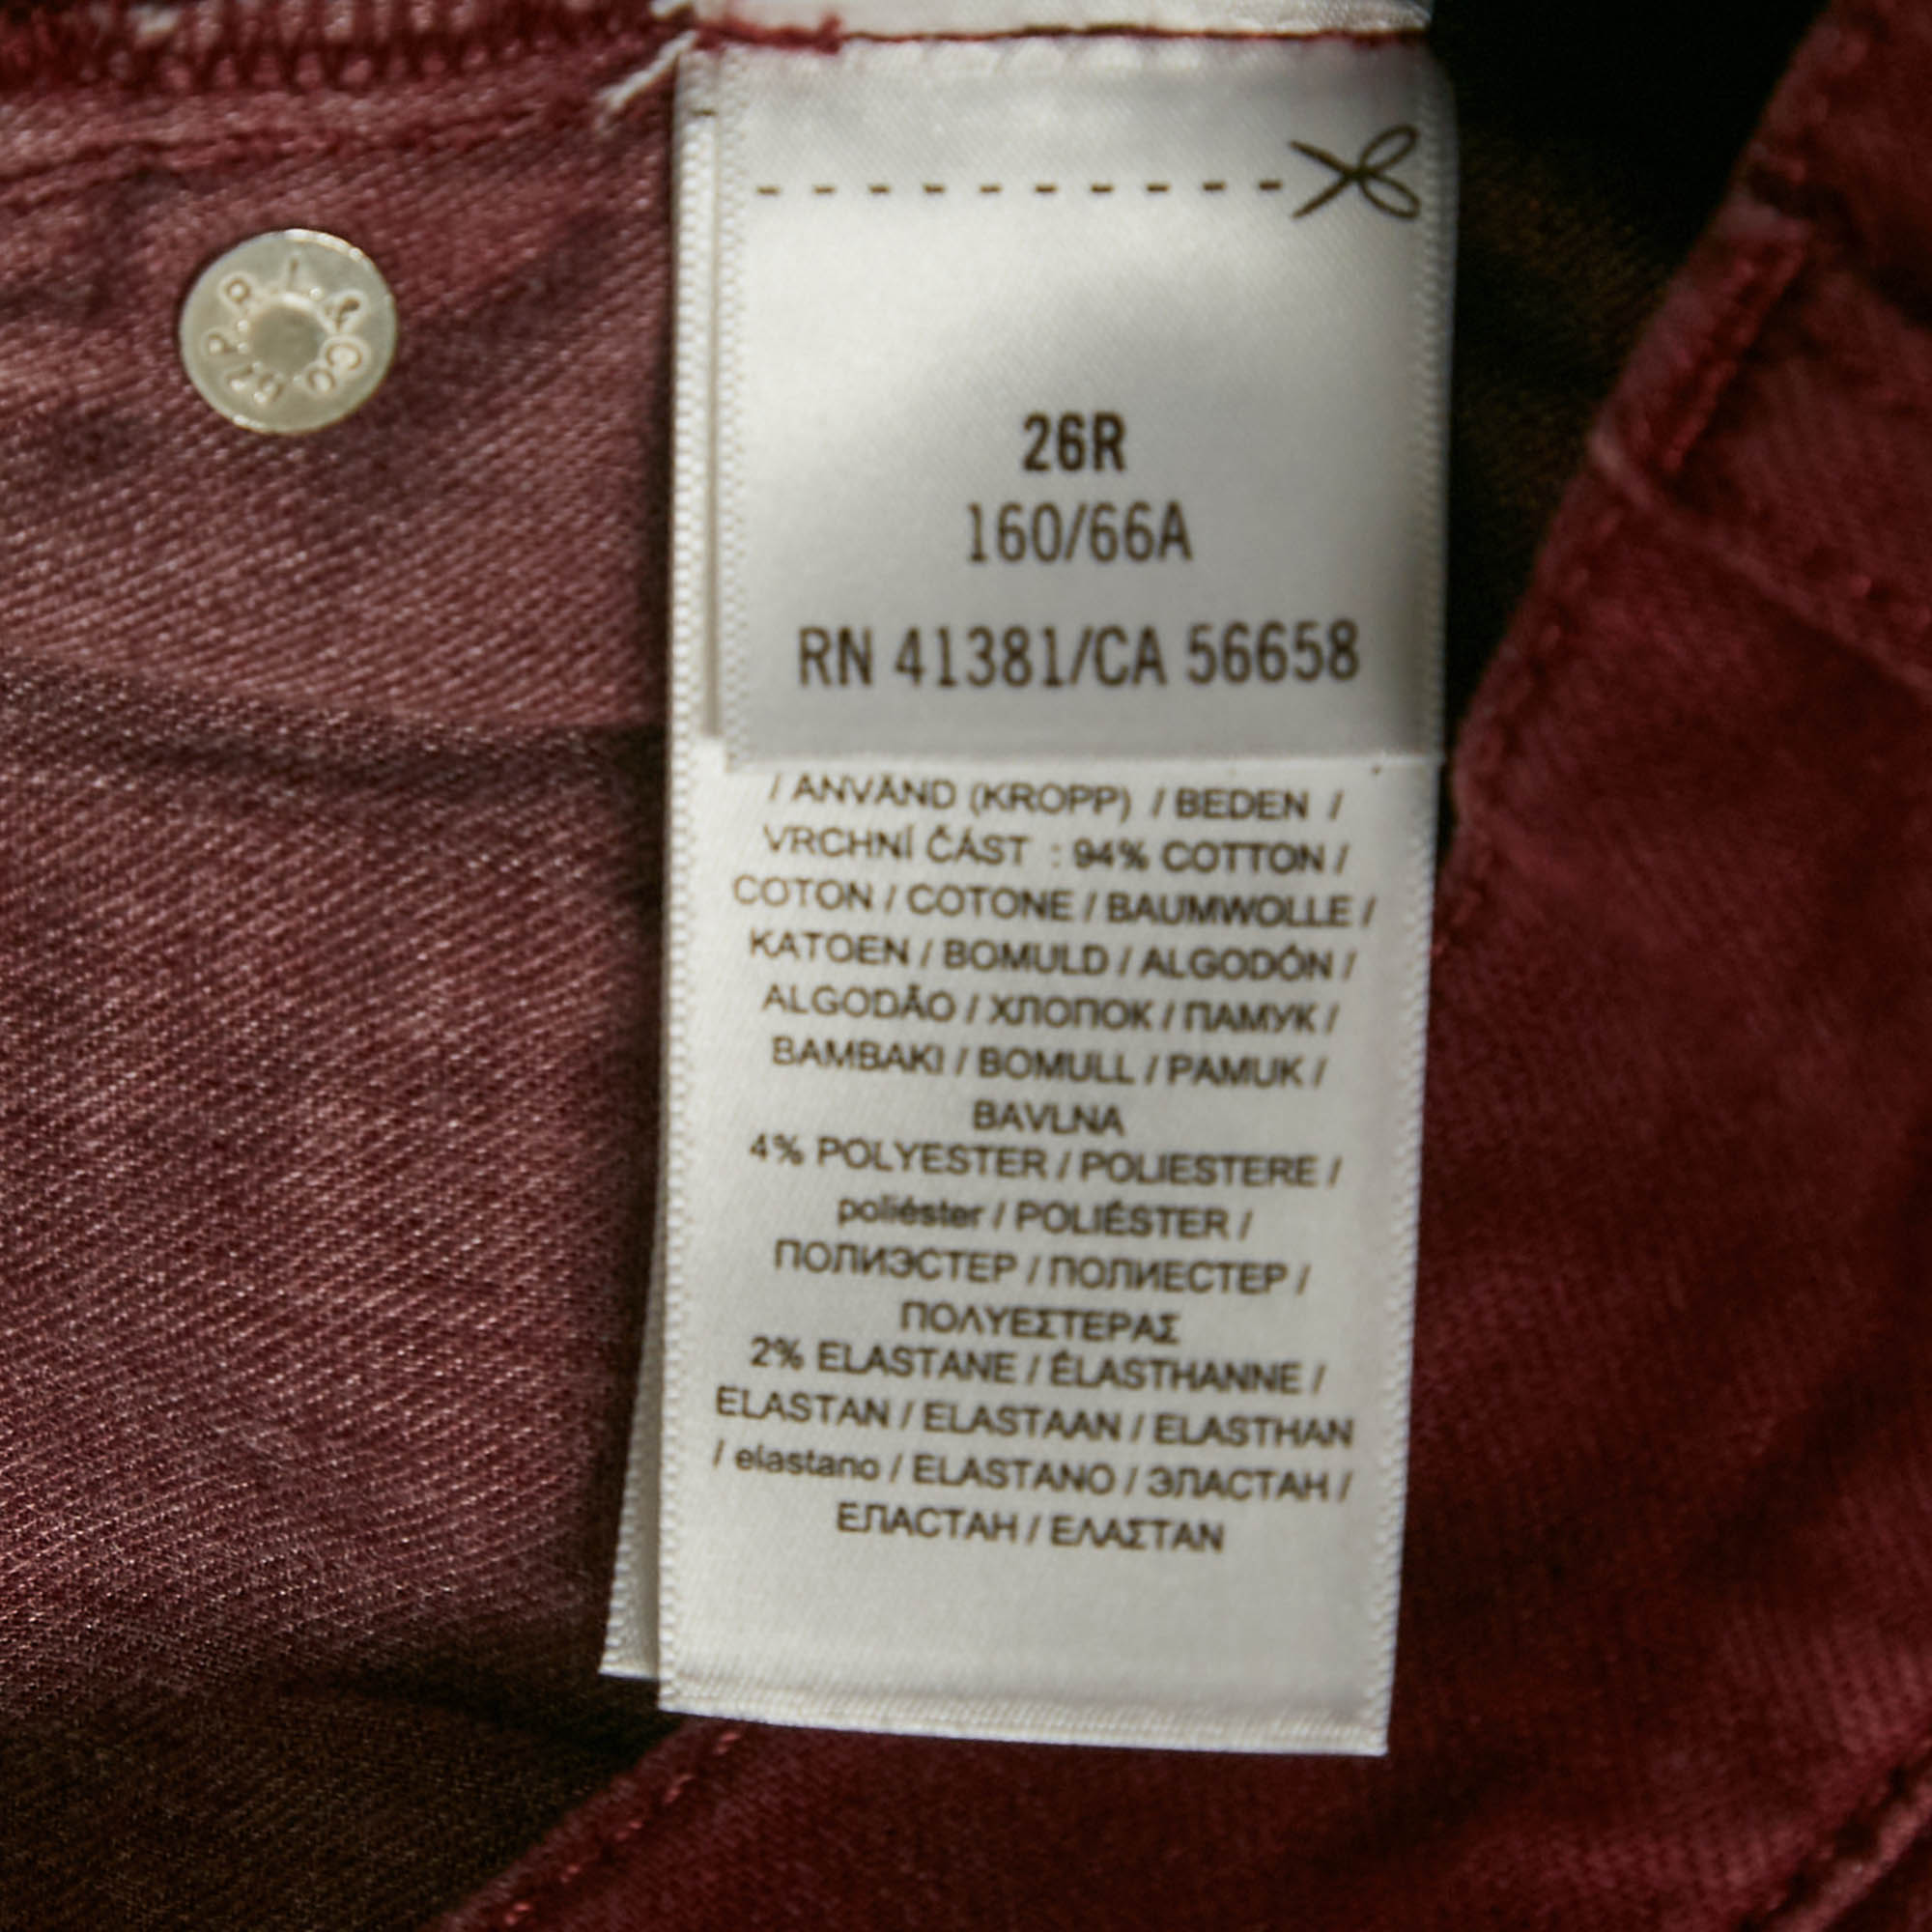 P.R.L. & Co. NYP
26R
160/66A
RN 41381/CA 56658
/ ANVÄND (KROPP) / BEDEN /
VRCHNÍ ČÁST : 94% COTTON /
COTON / COTONE / BAUMWOLLE /
KATOEN / BOMULD / ALGODÓN /
ALGODÃO / ХЛОПОК / ПАМУК /
BAMBAKI / BOMULL / PAMUK /
BAVLNA
4% POLYESTER / POLIESTERE /
poliéster / POLIÉSTER /
ПОЛИЭСТЕР / ПОЛИЕСТЕР /
ΠΟΛΥΕΣΤΕΡΑΣ
2% ELASTANE / ÉLASTHANNE /
ELASTAN / ELASTAAN / ELASTHAN
/ elastano / ELASTANO / ЭЛАСТАН /
ЕЛАСТАН / ΕΛΑΣΤΑΝ